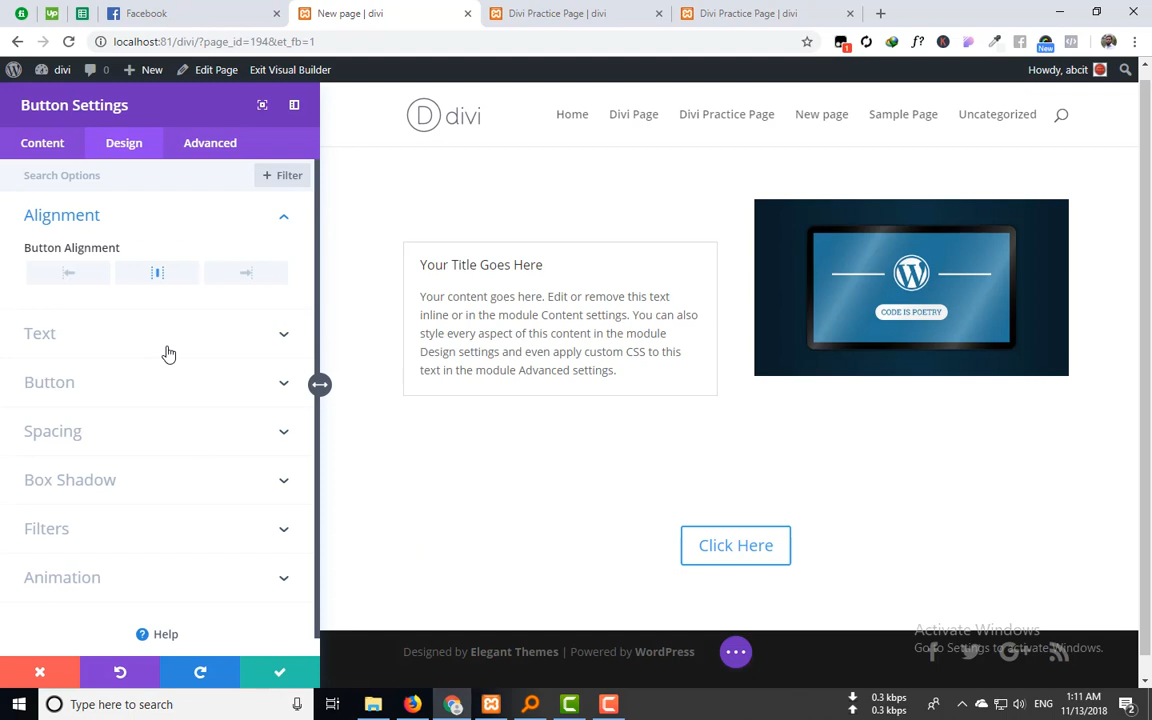 Facebook
New page | divi
Divi Practice Page | divi
Divi Practice Page | divi
localhost:81/divi/?page_id=194&et_fb=1
1
New
divi
0
New
Edit Page
Exit Visual Builder
Howdy, abcit
Button Settings
Content
Design
Advanced
Search Options
+ Filter
Alignment
Button Alignment
Text
Button
Spacing
Box Shadow
Filters
Animation
Help
D divi
Home
Divi Page
Divi Practice Page
New page
Sample Page
Uncategorized
Your Title Goes Here
Your content goes here. Edit or remove this text
inline or in the module Content settings. You can also
style every aspect of this content in the module
Design settings and even apply custom CSS to this
text in the module Advanced settings.
CODE IS POETRY
Click Here
Designed by Elegant Themes | Powered by WordPress
Activate Windows
Go to Settings to activate Windows.
Type here to search
0.3 kbps
0.3 kbps
ENG
1:11 AM
11/13/2018
2